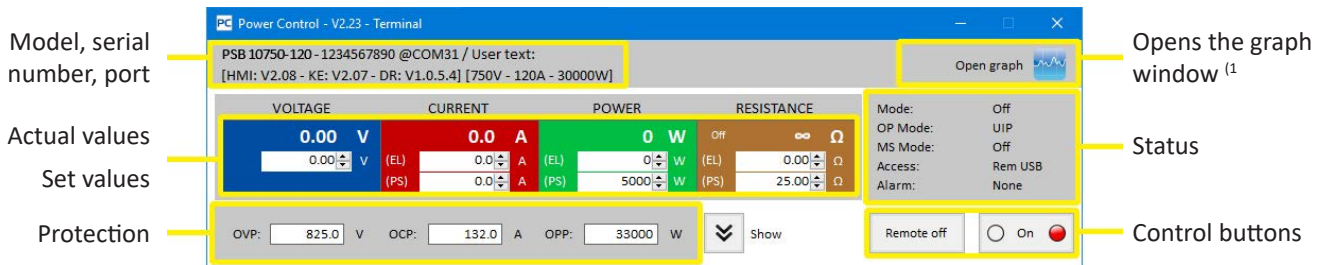 PC Power Control - V2.23 - Terminal
Model, serial
number, port
PSB 10750-120 - 1234567890 @COM31 / User text:
[HMI: V2.08 - KE: V2.07 - DR: V1.0.5.4] [750V - 120A - 30000W]
Open graph
Opens the graph
window (1
VOLTAGE CURRENT POWER RESISTANCE
Actual values
0.00 V 0.0 A 0 W Off ∞ Ω
Set values
0.00 V (EL) 0.0 A (EL) 0 W (EL) 0.00 Ω
(PS) 0.0 A (PS) 5000 W (PS) 25.00 Ω
Mode: Off
OP Mode: UIP
MS Mode: Off
Access: Rem USB
Alarm: None
Status
Protection
OVP: 825.0 V OCP: 132.0 A OPP: 33000 W
Show
Remote off
On
Control buttons